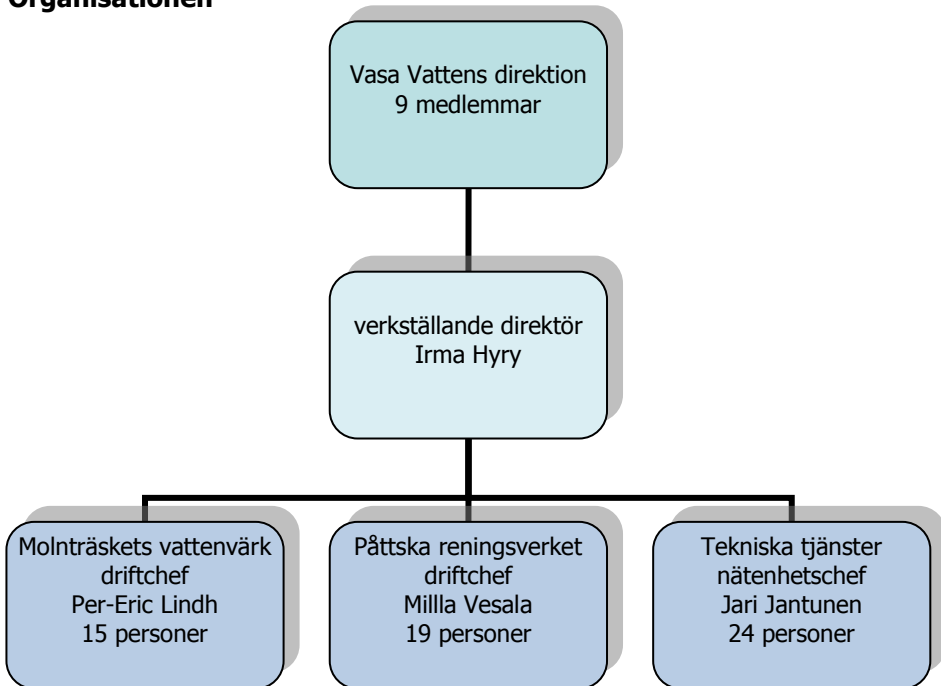 Organisationen
Vasa Vattens direktion
9 medlemmar
verkställande direktör
Irma Hyry
Molnträskets vattenvärk
driftchef
Per-Eric Lindh
15 personer
Påttska reningsverket
driftchef
Millla Vesala
19 personer
Tekniska tjänster
nätenhetschef
Jari Jantunen
24 personer